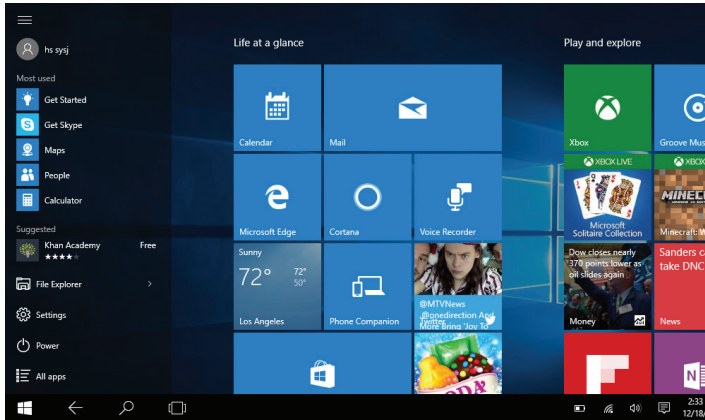 hs sysj
Most used
Get Started
Get Skype
Maps
People
Calculator
Suggested
Khan Academy Free
File Explorer
Settings
Power
All apps
Life at a glance
Calendar
Mail
Microsoft Edge
Cortana
Voice Recorder
Sunny
72°
72°
50°
Los Angeles
Phone Companion
@MTVNews
@onedirection And
More Bring 'Joy To
Twitter
Play and explore
Xbox
Groove Mus
XBOX LIVE
Microsoft
Solitaire Collection
XBOX
MINEC
Minecraft: W
Dow closes nearly
370 points lower as
oil slides again
Money
Sanders c
take DNC
News
2:33
12/18/